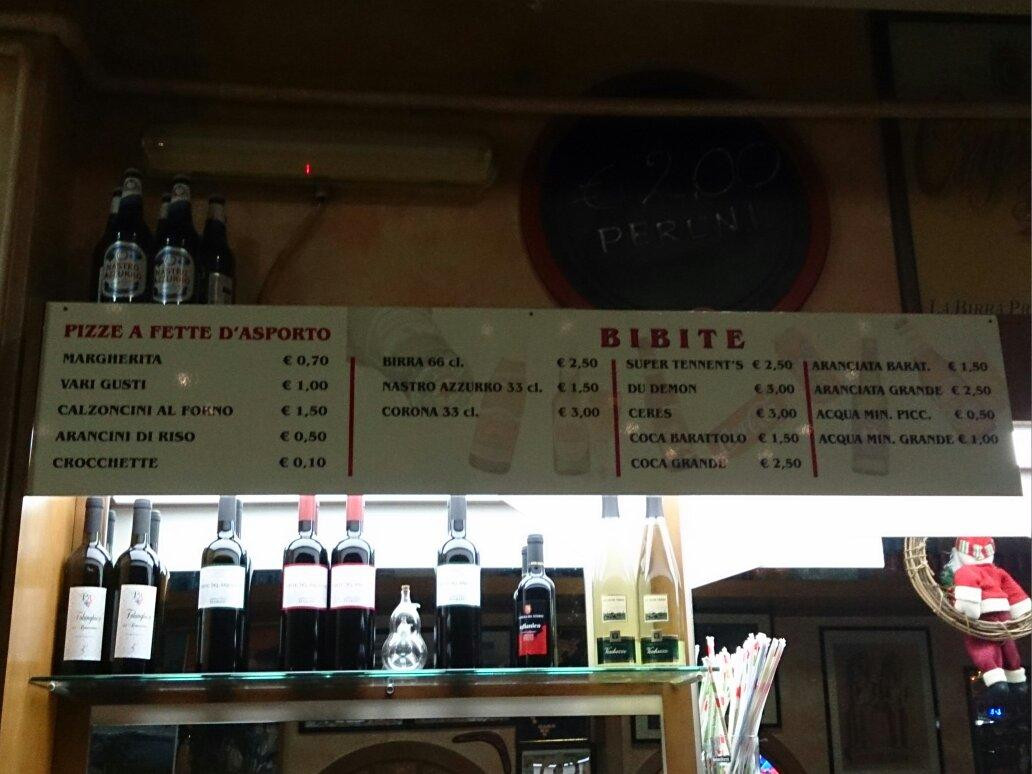 € 2,00
PERONI
LA BIRRA
NASTRO AZZURRO
NASTRO AZZURRO
PIZZE A FETTE D'ASPORTO
MARGHERITA € 0,70
VARI GUSTI € 1,00
CALZONCINI AL FORNO € 1,50
ARANCINI DI RISO € 0,50
CROCCHETTE € 0,10
BIBITE
BIRRA 66 cl. € 2,50
NASTRO AZZURRO 33 cl. € 1,50
CORONA 33 cl. € 3,00
SUPER TENNENT'S € 2,50
DU DEMON € 3,00
CERES € 3,00
COCA BARATTOLO € 1,50
COCA GRANDE € 2,50
ARANCIATA BARAT. € 1,50
ARANCIATA GRANDE € 2,50
ACQUA MIN. PICC. € 0,50
ACQUA MIN. GRANDE € 1,00